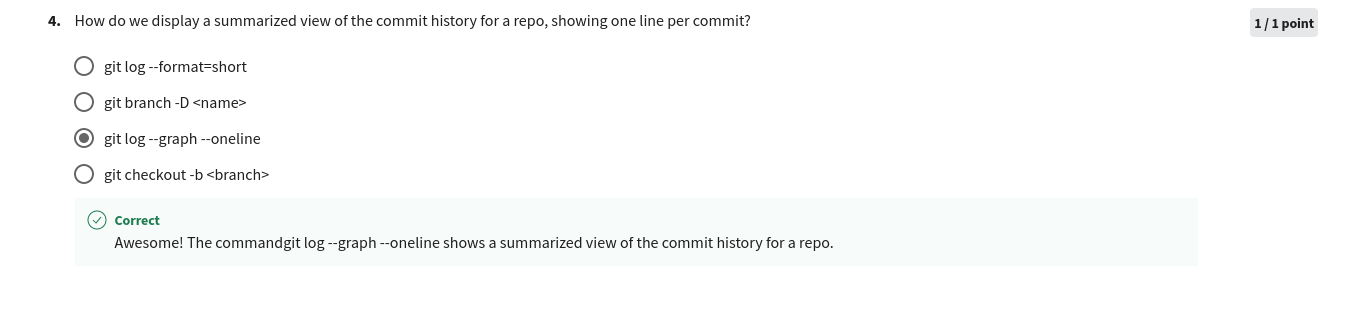 4. How do we display a summarized view of the commit history for a repo, showing one line per commit?
1 / 1 point
git log --format=short
git branch -D <name>
git log --graph --oneline
git checkout -b <branch>
Correct
Awesome! The commandgit log --graph --oneline shows a summarized view of the commit history for a repo.